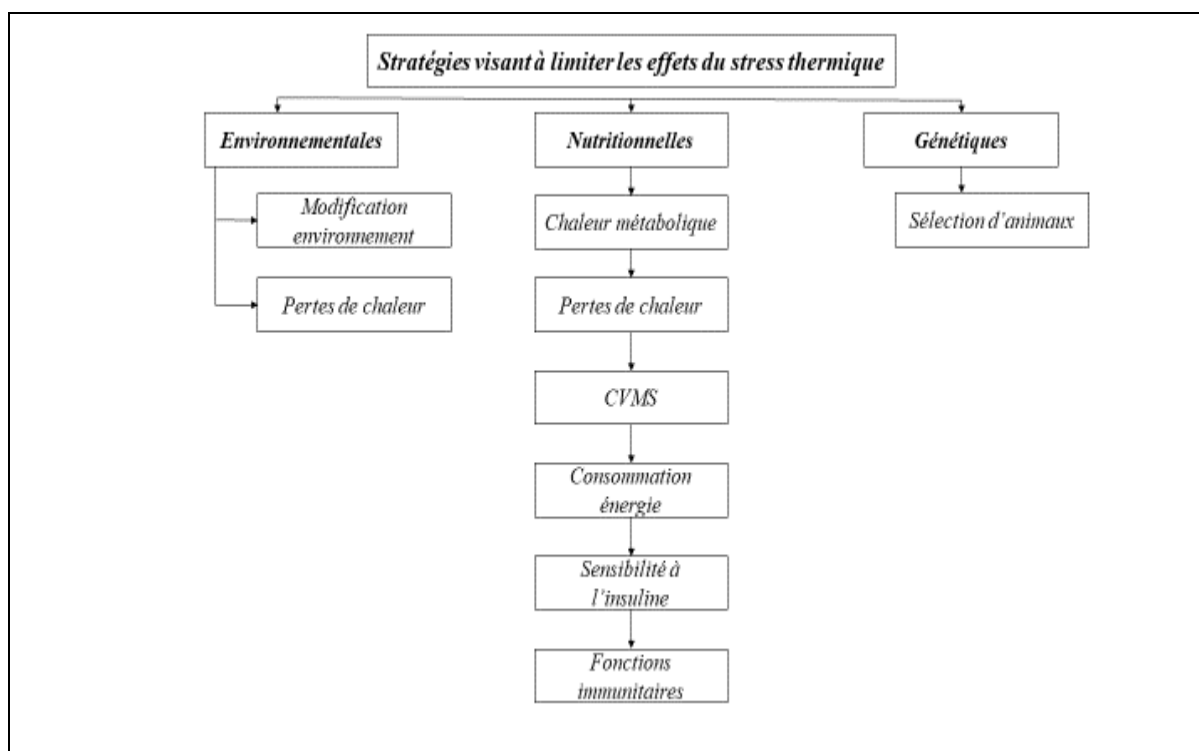 Stratégies visant à limiter les effets du stress thermique
Environnementales
Nutritionnelles
Génétiques
Modification
environnement
Chaleur métabolique
Sélection d’animaux
Pertes de chaleur
Pertes de chaleur
CVMS
Consommation
énergie
Sensibilité à
l’insuline
Fonctions
immunitaires